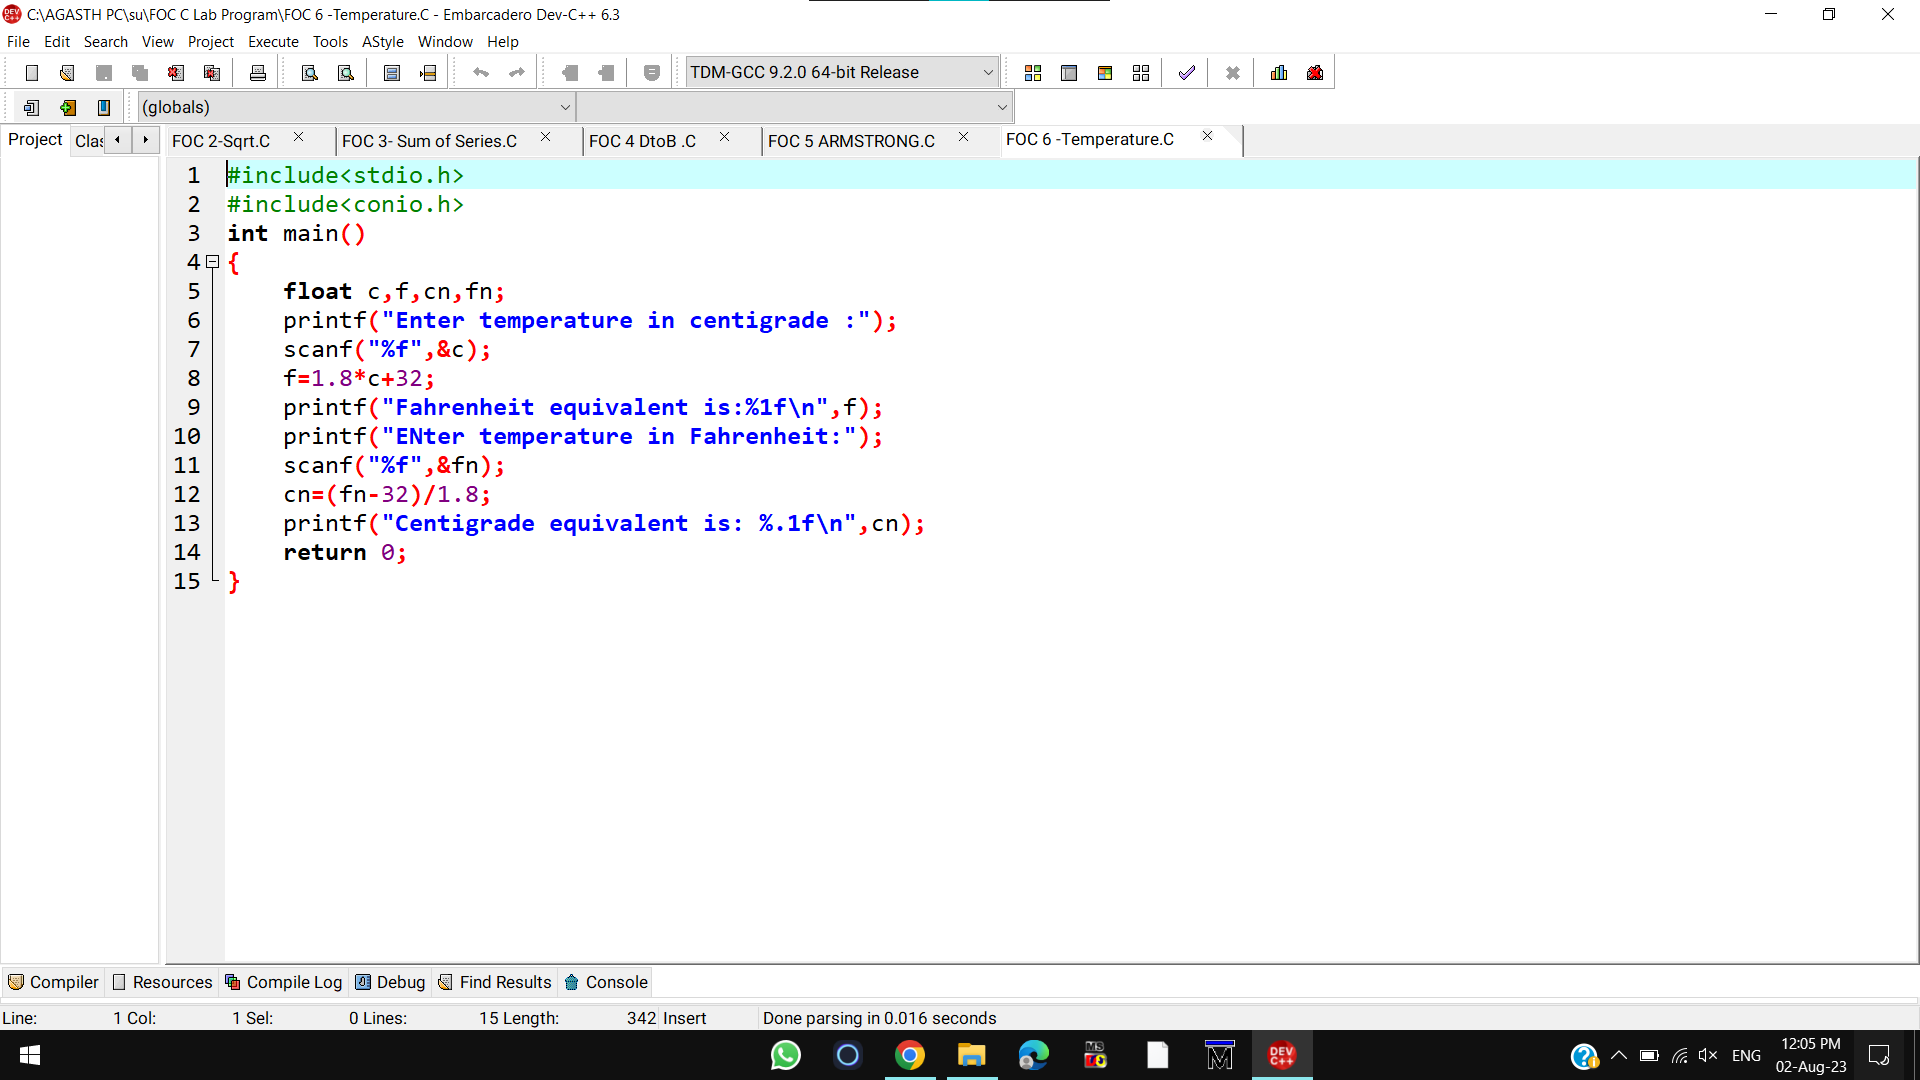 C:\AGASTH PC\su\FOC C Lab Program\FOC 6 -Temperature.C - Embarcadero Dev-C++ 6.3
File Edit Search View Project Execute Tools AStyle Window Help
TDM-GCC 9.2.0 64-bit Release
(globals)
Project Clas FOC 2-Sqrt.C FOC 3- Sum of Series.C FOC 4 DtoB .C FOC 5 ARMSTRONG.C FOC 6 -Temperature.C
1 #include<stdio.h>
2 #include<conio.h>
3 int main()
4 {
5 float c,f,cn,fn;
6 printf("Enter temperature in centigrade :");
7 scanf("%f",&c);
8 f=1.8*c+32;
9 printf("Fahrenheit equivalent is:%1f\n",f);
10 printf("ENter temperature in Fahrenheit:");
11 scanf("%f",&fn);
12 cn=(fn-32)/1.8;
13 printf("Centigrade equivalent is: %.1f\n",cn);
14 return 0;
15 }
Compiler Resources Compile Log Debug Find Results Console
Line: 1 Col: 1 Sel: 0 Lines: 15 Length: 342 Insert Done parsing in 0.016 seconds
MS
DEV C++
ENG
12:05 PM
02-Aug-23